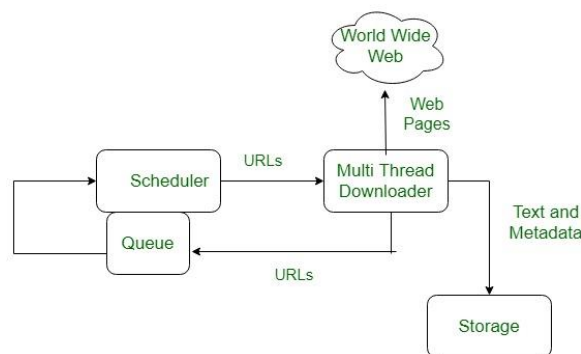 World Wide
Web
Web
Pages
Scheduler
URLs
Multi Thread
Downloader
Queue
URLs
Text and
Metadata
Storage